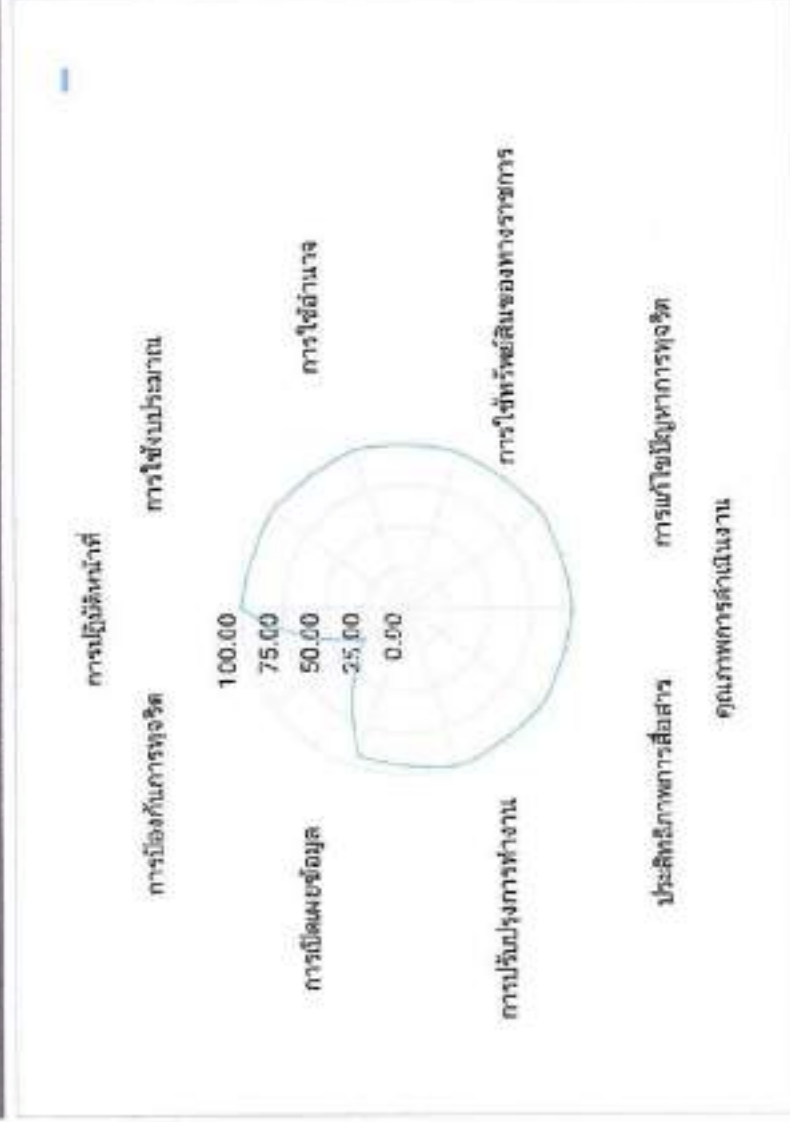 การปฏิบัติหน้าที่
การป้องกันการทุจริต
การใช้งบประมาณ
การเปิดเผยข้อมูล
การใช้อำนาจ
100.00
75.00
50.00
25.00
0.00
การปรับปรุงการทำงาน
การใช้ทรัพย์สินของทางราชการ
ประสิทธิภาพการสื่อสาร
การแก้ไขปัญหาการทุจริต
คุณภาพการดำเนินงาน